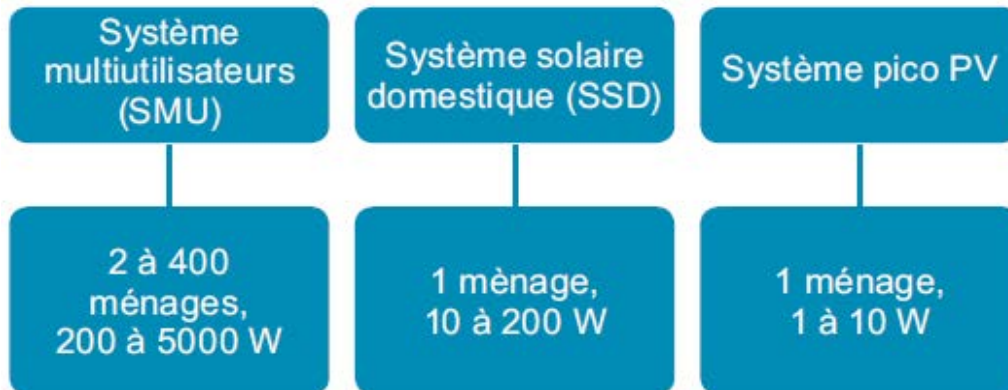 Système
multiutilisateurs
(SMU)
Système solaire
domestique (SSD)
Système pico PV
2 à 400
ménages,
200 à 5000 W
1 mènage,
10 à 200 W
1 ménage,
1 à 10 W